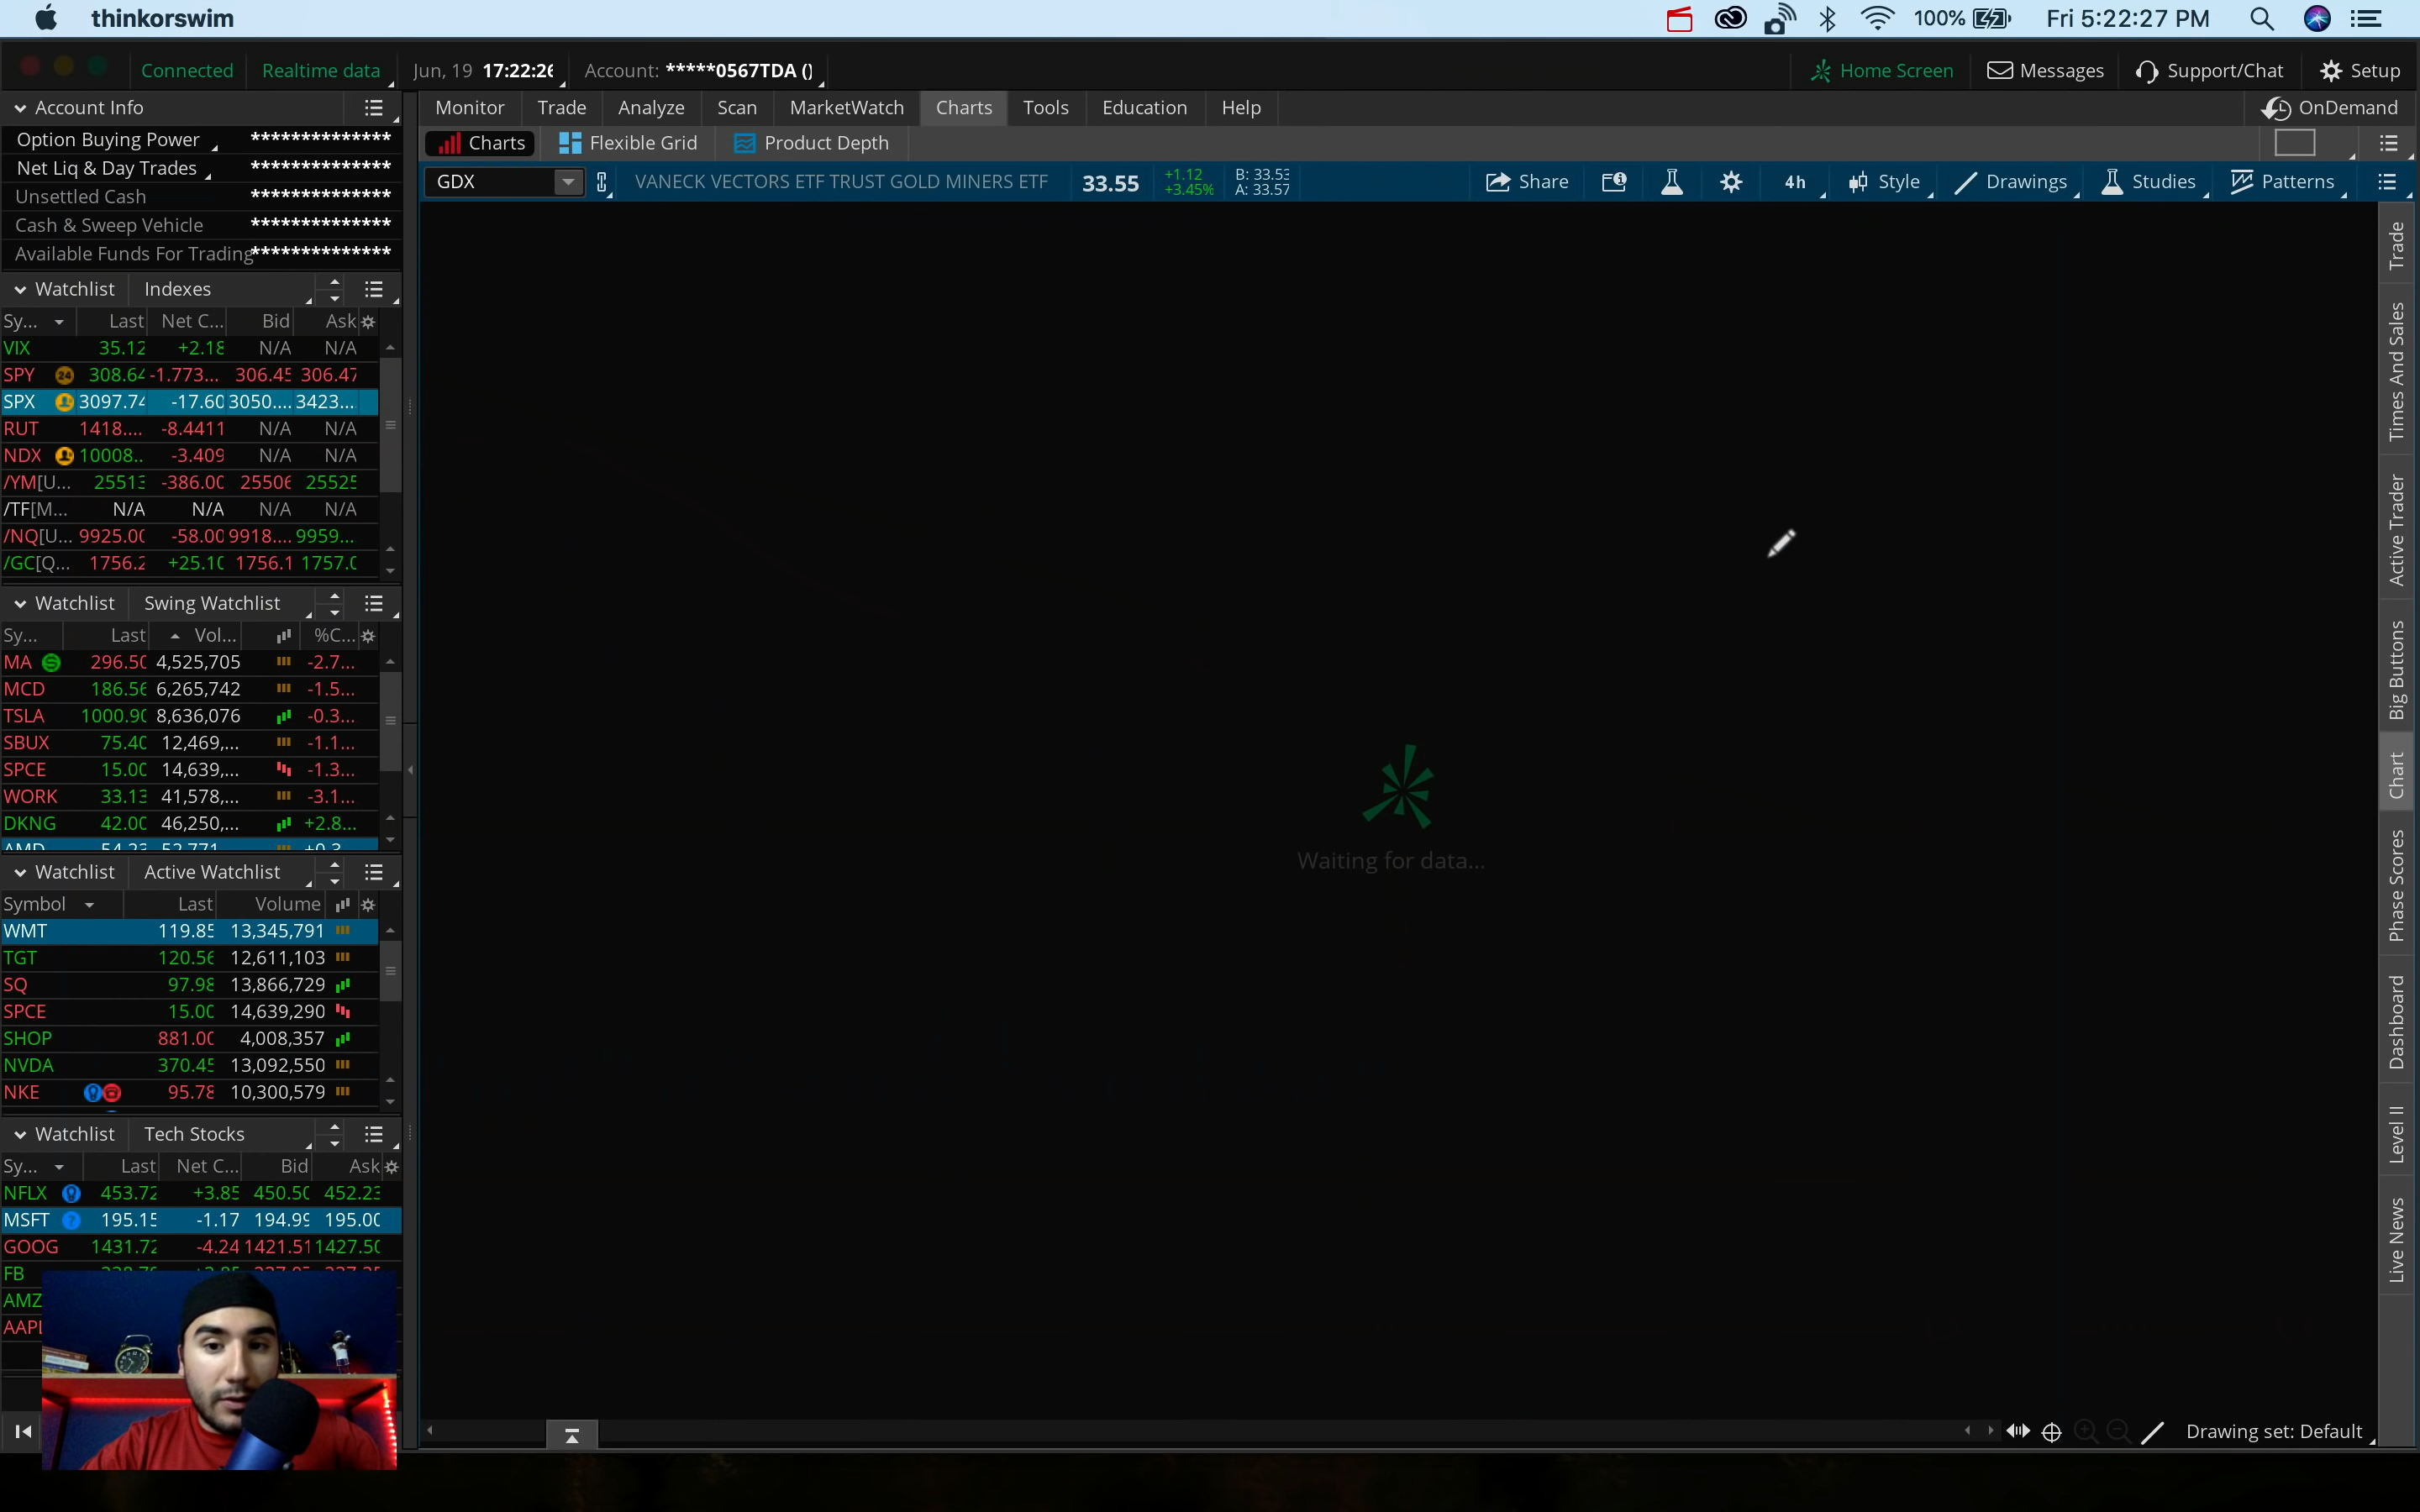 thinkorswim 100% Fri 5:22:27 PM
Connected Realtime data Jun, 19 17:22:26 Account: *****0567TDA () Home Screen Messages Support/Chat Setup
Account Info
Monitor Trade Analyze Scan MarketWatch Charts Tools Education Help OnDemand
Charts Flexible Grid Product Depth
GDX VANECK VECTORS ETF TRUST GOLD MINERS ETF 33.55 +1.12 +3.45% B: 33.53 A: 33.57 Share 4h Style Drawings Studies Patterns
Option Buying Power **************
Net Liq & Day Trades **************
Unsettled Cash **************
Cash & Sweep Vehicle **************
Available Funds For Trading **************
Watchlist Indexes
Sy... Last Net C... Bid Ask
VIX 35.12 +2.18 N/A N/A
SPY 24 308.64 -1.773... 306.45 306.47
SPX 3097.74 -17.60 3050.... 3423...
RUT 1418.... -8.4411 N/A N/A
NDX 10008.. -3.409 N/A N/A
/YM[U... 25513 -386.00 25506 25525
/TF[M... N/A N/A N/A N/A
/NQ[U... 9925.00 -58.00 9918.... 9959...
/GC[Q... 1756.2 +25.10 1756.1 1757.0
Watchlist Swing Watchlist
Sy... Last Vol... %C...
MA 296.50 4,525,705 -2.7...
MCD 186.56 6,265,742 -1.5...
TSLA 1000.90 8,636,076 -0.3...
SBUX 75.40 12,469,... -1.1...
SPCE 15.00 14,639,... -1.3...
WORK 33.13 41,578,... -3.1...
DKNG 42.00 46,250,... +2.8...
AMD 54.23 52,771... +0.3...
Watchlist Active Watchlist
Symbol Last Volume
WMT 119.85 13,345,791
TGT 120.56 12,611,103
SQ 97.98 13,866,729
SPCE 15.00 14,639,290
SHOP 881.00 4,008,357
NVDA 370.45 13,092,550
NKE 95.78 10,300,579
Watchlist Tech Stocks
Sy... Last Net C... Bid Ask
NFLX 453.72 +3.85 450.50 452.23
MSFT 195.15 -1.17 194.99 195.00
GOOG 1431.72 -4.24 1421.51 1427.50
FB
AMZ
AAPL
Waiting for data...
Trade
Times And Sales
Active Trader
Big Buttons
Chart
Phase Scores
Dashboard
Level II
Live News
Drawing set: Default